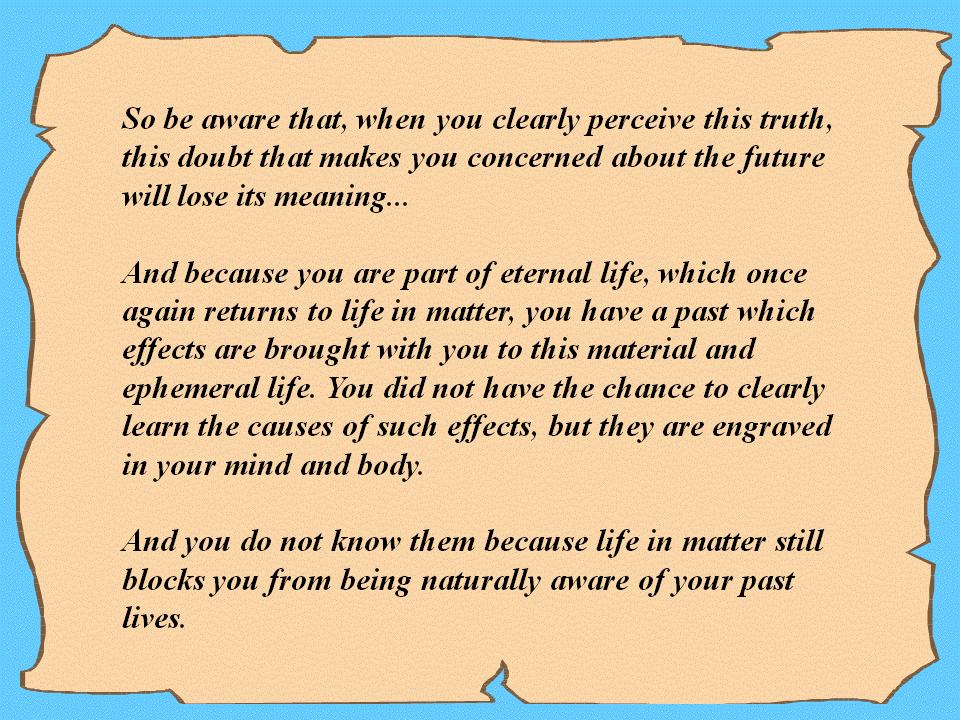 So be aware that, when you clearly perceive this truth,
this doubt that makes you concerned about the future
will lose its meaning...
And because you are part of eternal life, which once
again returns to life in matter, you have a past which
effects are brought with you to this material and
ephemeral life. You did not have the chance to clearly
learn the causes of such effects, but they are engraved
in your mind and body.
And you do not know them because life in matter still
blocks you from being naturally aware of your past
lives.